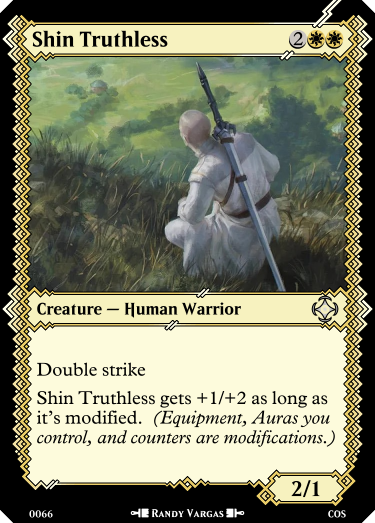 Shin Truthless 2
Creature — Human Warrior
Double strike
Shin Truthless gets +1/+2 as long as
it's modified. (Equipment, Auras you
control, and counters are modifications.)
2/1
0066 RANDY VARGAS COS